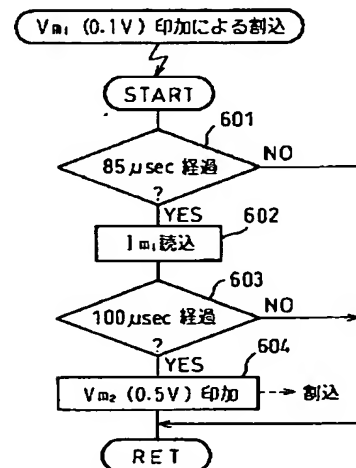 Vm₁ (0.1V) 印加による割込
START
601
85μsec 経過
?
NO
YES
602
Im₁読込
603
100μsec 経過
?
NO
YES
604
Vm₂ (0.5V) 印加
割込
RET